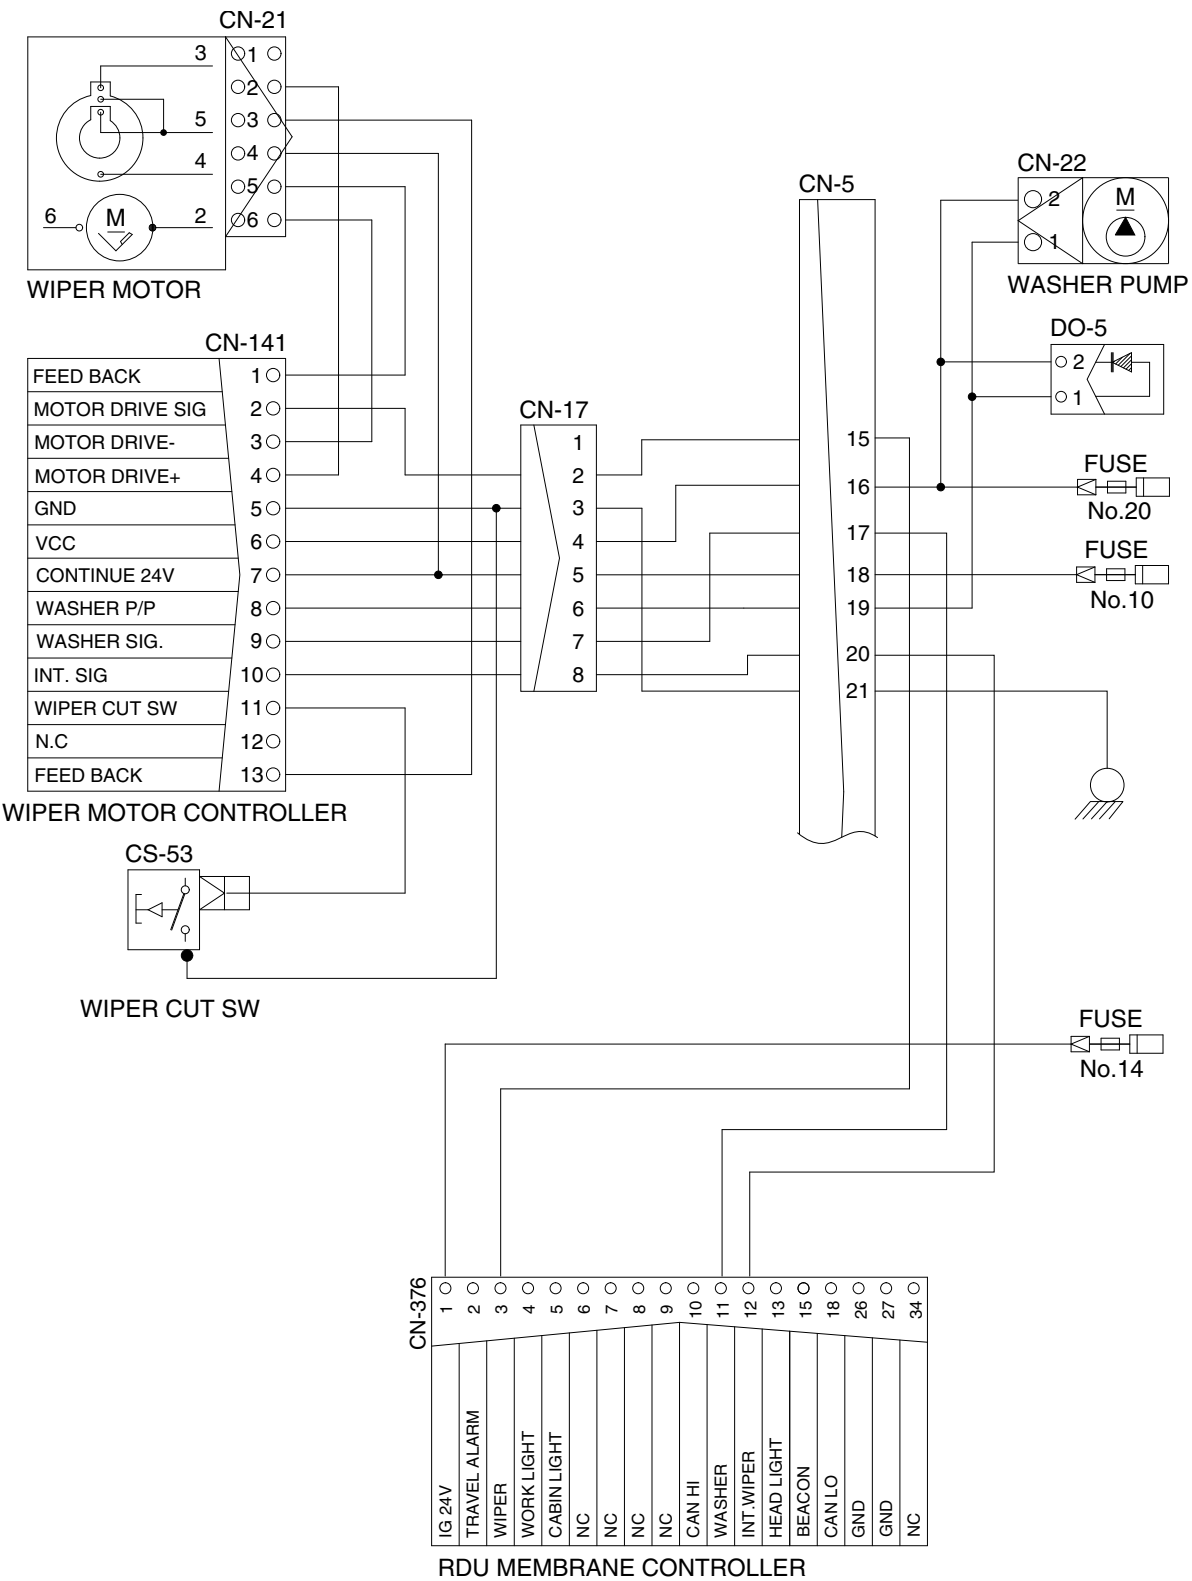 CN-21
3
5
4
6
M
2
1
2
3
4
5
6
WIPER MOTOR
CN-141
FEED BACK 1
MOTOR DRIVE SIG 2
MOTOR DRIVE- 3
MOTOR DRIVE+ 4
GND 5
VCC 6
CONTINUE 24V 7
WASHER P/P 8
WASHER SIG. 9
INT. SIG 10
WIPER CUT SW 11
N.C 12
FEED BACK 13
WIPER MOTOR CONTROLLER
CS-53
WIPER CUT SW
CN-17
1
2
3
4
5
6
7
8
CN-5
15
16
17
18
19
20
21
CN-22
2
1
M
WASHER PUMP
DO-5
2
1
FUSE
No.20
FUSE
No.10
FUSE
No.14
CN-376
1 2 3 4 5 6 7 8 9 10 11 12 13 15 18 26 27 34
IG 24V
TRAVEL ALARM
WIPER
WORK LIGHT
CABIN LIGHT
NC
NC
NC
NC
CAN HI
WASHER
INT.WIPER
HEAD LIGHT
BEACON
CAN LO
GND
GND
NC
RDU MEMBRANE CONTROLLER